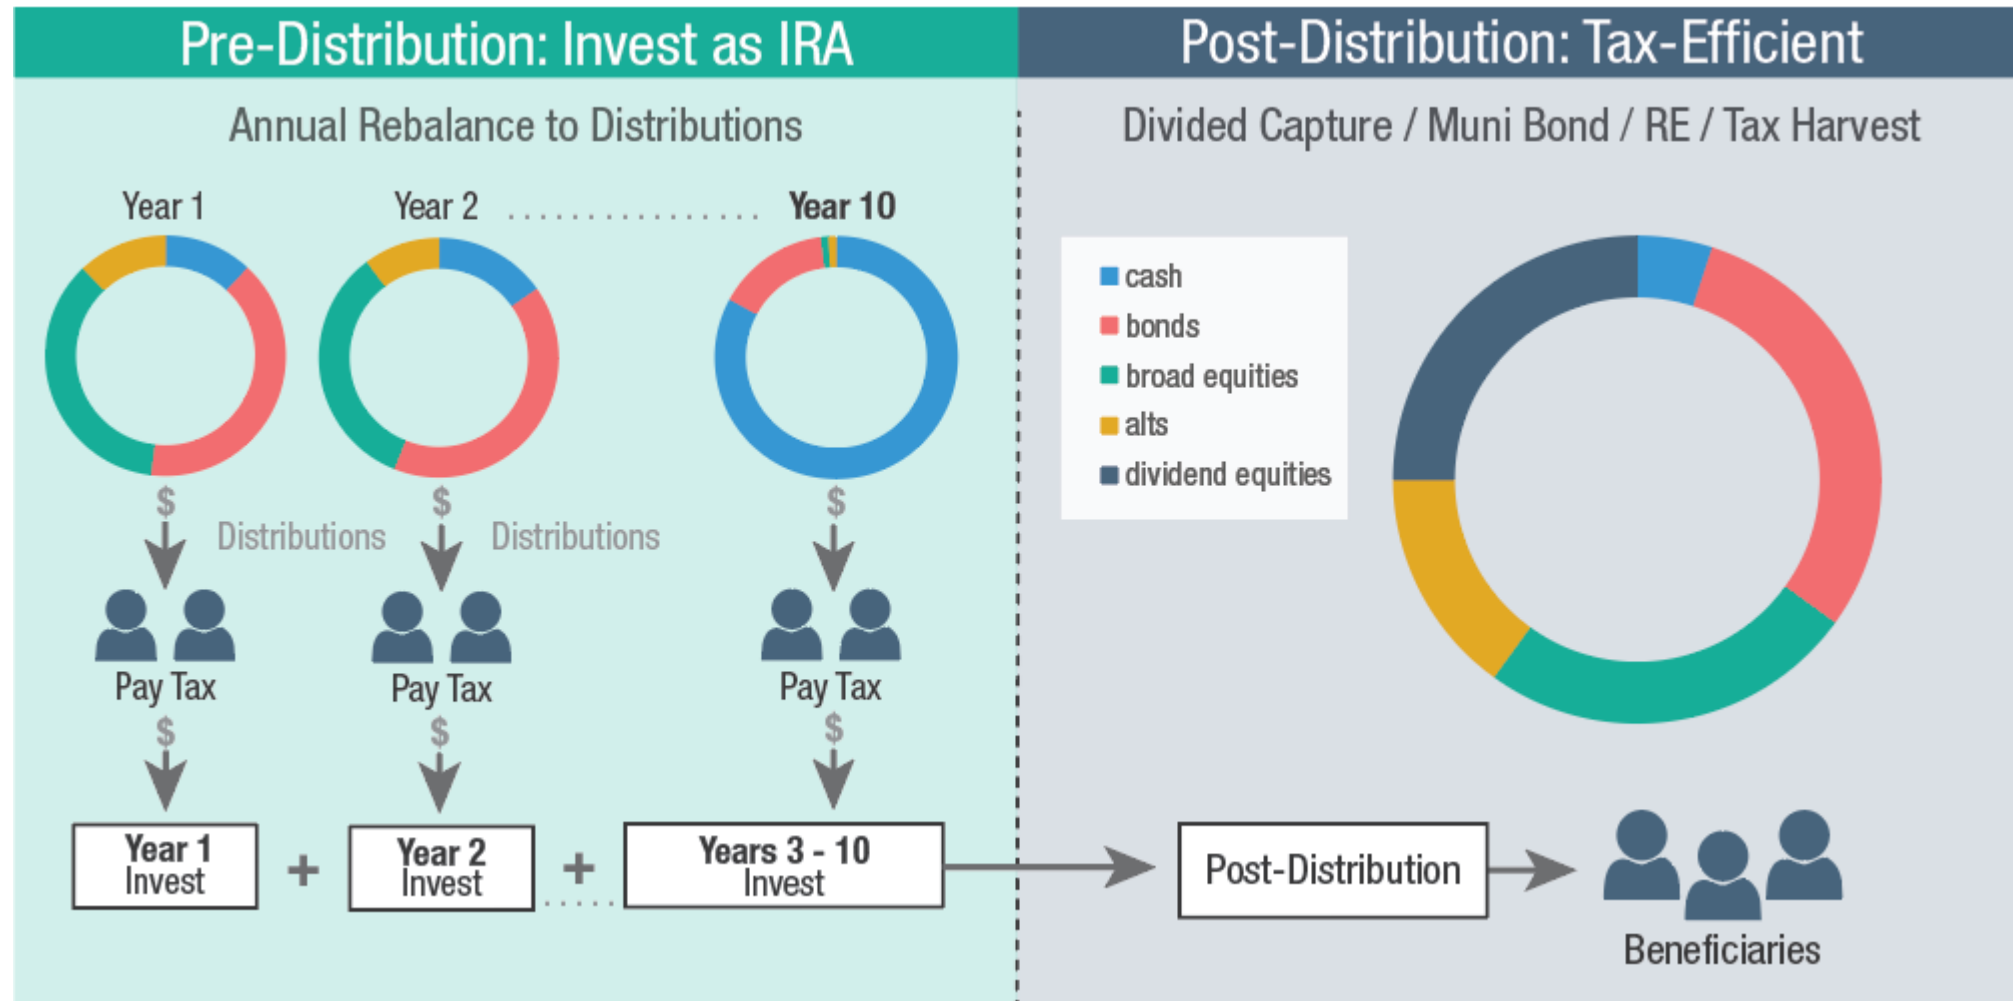 Pre-Distribution: Invest as IRA
Annual Rebalance to Distributions
Year 1
Year 2
Year 10
$
Distributions
$
Distributions
$
Pay Tax
Pay Tax
Pay Tax
$
$
$
Year 1
Invest
+
Year 2
Invest
+
Years 3 - 10
Invest
Post-Distribution: Tax-Efficient
Divided Capture / Muni Bond / RE / Tax Harvest
cash
bonds
broad equities
alts
dividend equities
Post-Distribution
Beneficiaries